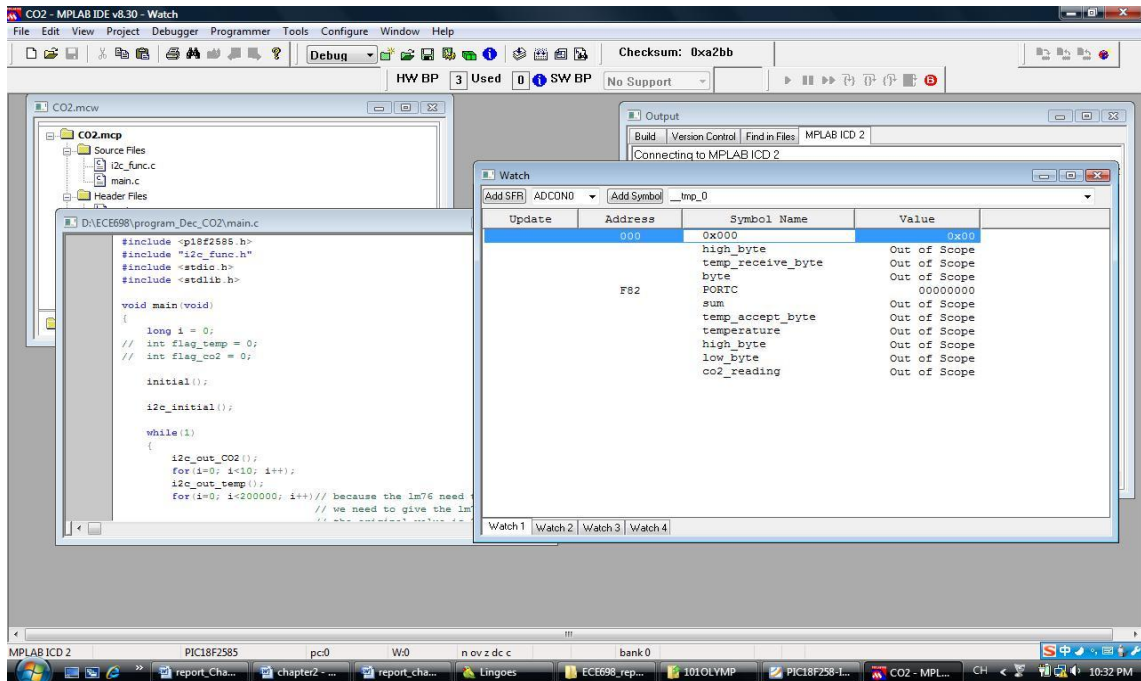 CO2 - MPLAB IDE v8.30 - Watch
File Edit View Project Debugger Programmer Tools Configure Window Help
Debug Checksum: 0xa2bb
HW BP 3 Used 0 SW BP No Support
CO2.mcw
CO2.mcp
Source Files
i2c_func.c
main.c
Header Files
Output
Build Version Control Find in Files MPLAB ICD 2
Connecting to MPLAB ICD 2
D:\ECE698\program_Dec_CO2\main.c
#include <p18f2585.h>
#include "i2c_func.h"
#include <stdio.h>
#include <stdlib.h>
void main(void)
{
long i = 0;
// int flag_temp = 0;
// int flag_co2 = 0;
initial();
i2c_initial();
while(1)
{
i2c_out_CO2();
for(i=0; i<10; i++);
i2c_out_temp();
for(i=0; i<200000; i++)// because the lm76 need
// we need to give the
Watch
Add SFR ADCON0 Add Symbol __tmp_0
Update Address Symbol Name Value
000 0x000 0x00
high_byte Out of Scope
temp_receive_byte Out of Scope
byte Out of Scope
F82 PORTC 00000000
sum Out of Scope
temp_accept_byte Out of Scope
temperature Out of Scope
high_byte Out of Scope
low_byte Out of Scope
co2_reading Out of Scope
Watch 1 Watch 2 Watch 3 Watch 4
MPLAB ICD 2 PIC18F2585 pc:0 W:0 n ov z dc c bank 0
report_Cha... chapter2 - ... report_cha... Lingoes ECE698_rep... 101OLYMP PIC18F258-I... CO2 - MPL... CH 10:32 PM
中